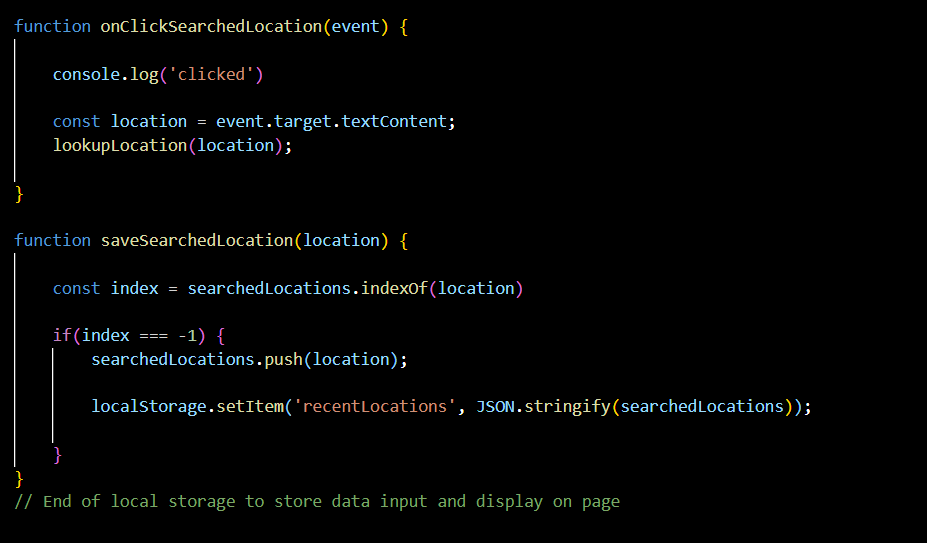 function onClickSearchedLocation(event) {
console.log('clicked')
const location = event.target.textContent;
lookupLocation(location);
}
function saveSearchedLocation(location) {
const index = searchedLocations.indexOf(location)
if(index === -1) {
searchedLocations.push(location);
localStorage.setItem('recentLocations', JSON.stringify(searchedLocations));
}
}
// End of local storage to store data input and display on page